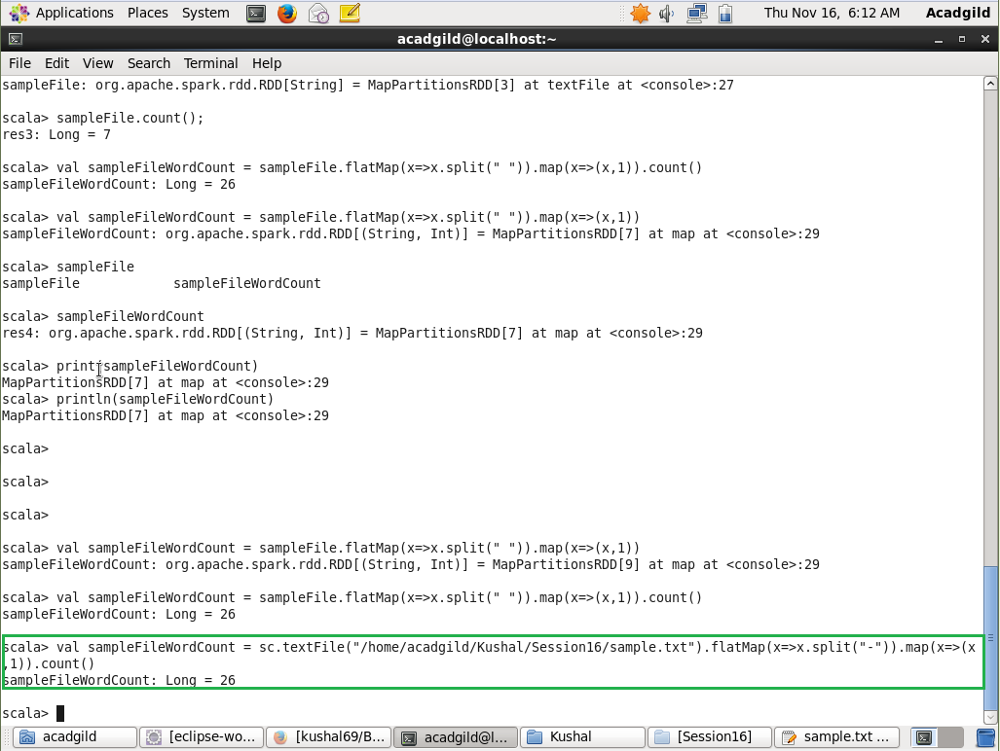 Applications Places System Thu Nov 16, 6:12 AM Acadgild
acadgild@localhost:~
File Edit View Search Terminal Help
sampleFile: org.apache.spark.rdd.RDD[String] = MapPartitionsRDD[3] at textFile at <console>:27
scala> sampleFile.count();
res3: Long = 7
scala> val sampleFileWordCount = sampleFile.flatMap(x=>x.split(" ")).map(x=>(x,1)).count()
sampleFileWordCount: Long = 26
scala> val sampleFileWordCount = sampleFile.flatMap(x=>x.split(" ")).map(x=>(x,1))
sampleFileWordCount: org.apache.spark.rdd.RDD[(String, Int)] = MapPartitionsRDD[7] at map at <console>:29
scala> sampleFile
sampleFile sampleFileWordCount
scala> sampleFileWordCount
res4: org.apache.spark.rdd.RDD[(String, Int)] = MapPartitionsRDD[7] at map at <console>:29
scala> print(sampleFileWordCount)
MapPartitionsRDD[7] at map at <console>:29
scala> println(sampleFileWordCount)
MapPartitionsRDD[7] at map at <console>:29
scala>
scala>
scala>
scala> val sampleFileWordCount = sampleFile.flatMap(x=>x.split(" ")).map(x=>(x,1))
sampleFileWordCount: org.apache.spark.rdd.RDD[(String, Int)] = MapPartitionsRDD[9] at map at <console>:29
scala> val sampleFileWordCount = sampleFile.flatMap(x=>x.split(" ")).map(x=>(x,1)).count()
sampleFileWordCount: Long = 26
scala> val sampleFileWordCount = sc.textFile("/home/acadgild/Kushal/Session16/sample.txt").flatMap(x=>x.split("-")).map(x=>(x
,1)).count()
sampleFileWordCount: Long = 26
scala>
acadgild [eclipse-wo... [kushal69/B... acadgild@l... Kushal [Session16] sample.txt ...